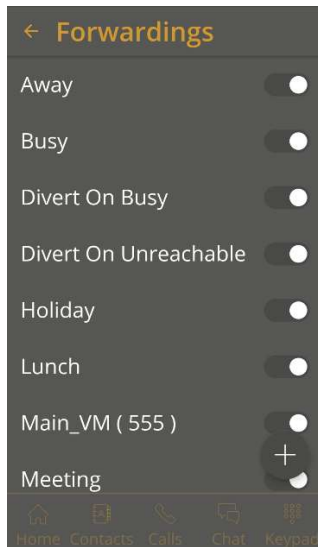 Forwardings
Away
Busy
Divert On Busy
Divert On Unreachable
Holiday
Lunch
Main_VM ( 555 )
Meeting
Home Contacts Calls Chat Keypad